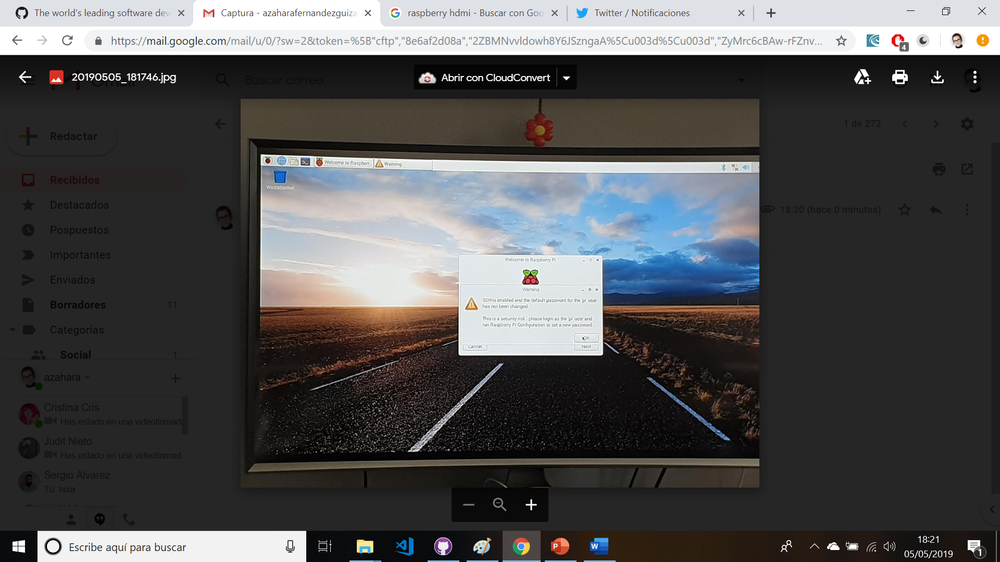 The world's leading software dev
Captura - azaharafernandezguiza
raspberry hdmi - Buscar con Goo
Twitter / Notificaciones
https://mail.google.com/mail/u/0/?sw=2&token=%5B"cftp","8e6af2d08a","2ZBMNvvldowh8Y6JSzngaA%5Cu003d%5Cu003d","ZyMrc6cBAw-rFZnv...
4
20190505_181746.jpg
Gmail
Buscar correo
Abrir con CloudConvert
Redactar
1 de 272
Recibidos
Destacados
18:20 (hace 0 minutos)
Pospuestos
Importantes
Enviados
Borradores
11
Categorías
Social
1
azahara
Cristina Cris
Has estado en una videollamada
Judit Nieto
Has estado en una videollamada
Sergio Alvarez
Tú: hola
Welcome to Raspberr...
Warning
Wastebasket
Welcome to Raspberry Pi
Warning
SSH is enabled and the default password for the 'pi' user
has not been changed.
This is a security risk - please login as the 'pi' user and
run Raspberry Pi Configuration to set a new password.
OK
Cancel
Next
Escribe aquí para buscar
18:21
05/05/2019
1